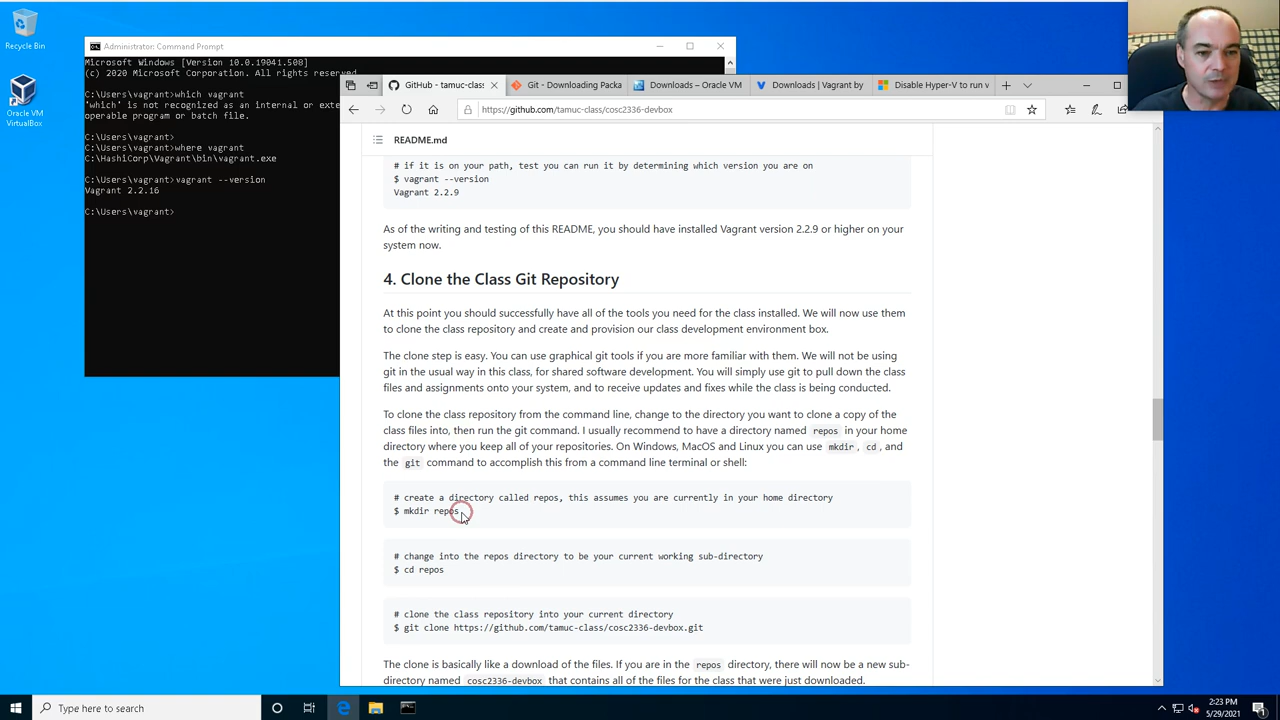 Recycle Bin
Oracle VM
VirtualBox
Administrator: Command Prompt
Microsoft Windows [Version 10.0.19041.508]
(c) 2020 Microsoft Corporation. All rights reserved
C:\Users\vagrant>which vagrant
'which' is not recognized as an internal or exte
operable program or batch file.
C:\Users\vagrant>
C:\Users\vagrant>where vagrant
C:\HashiCorp\Vagrant\bin\vagrant.exe
C:\Users\vagrant>vagrant --version
Vagrant 2.2.16
C:\Users\vagrant>
GitHub - tamuc-class
Git - Downloading Packa
Downloads – Oracle VM
Downloads | Vagrant by
Disable Hyper-V to run v
https://github.com/tamuc-class/cosc2336-devbox
README.md
# if it is on your path, test you can run it by determining which version you are on
$ vagrant --version
Vagrant 2.2.9
As of the writing and testing of this README, you should have installed Vagrant version 2.2.9 or higher on your
system now.
4. Clone the Class Git Repository
At this point you should successfully have all of the tools you need for the class installed. We will now use them
to clone the class repository and create and provision our class development environment box.
The clone step is easy. You can use graphical git tools if you are more familiar with them. We will not be using
git in the usual way in this class, for shared software development. You will simply use git to pull down the class
files and assignments onto your system, and to receive updates and fixes while the class is being conducted.
To clone the class repository from the command line, change to the directory you want to clone a copy of the
class files into, then run the git command. I usually recommend to have a directory named repos in your home
directory where you keep all of your repositories. On Windows, MacOS and Linux you can use mkdir, cd, and
the git command to accomplish this from a command line terminal or shell:
# create a directory called repos, this assumes you are currently in your home directory
$ mkdir repos
# change into the repos directory to be your current working sub-directory
$ cd repos
# clone the class repository into your current directory
$ git clone https://github.com/tamuc-class/cosc2336-devbox.git
The clone is basically like a download of the files. If you are in the repos directory, there will now be a new sub-
directory named cosc2336-devbox that contains all of the files for the class that were just downloaded.
Type here to search
2:23 PM
5/29/2021